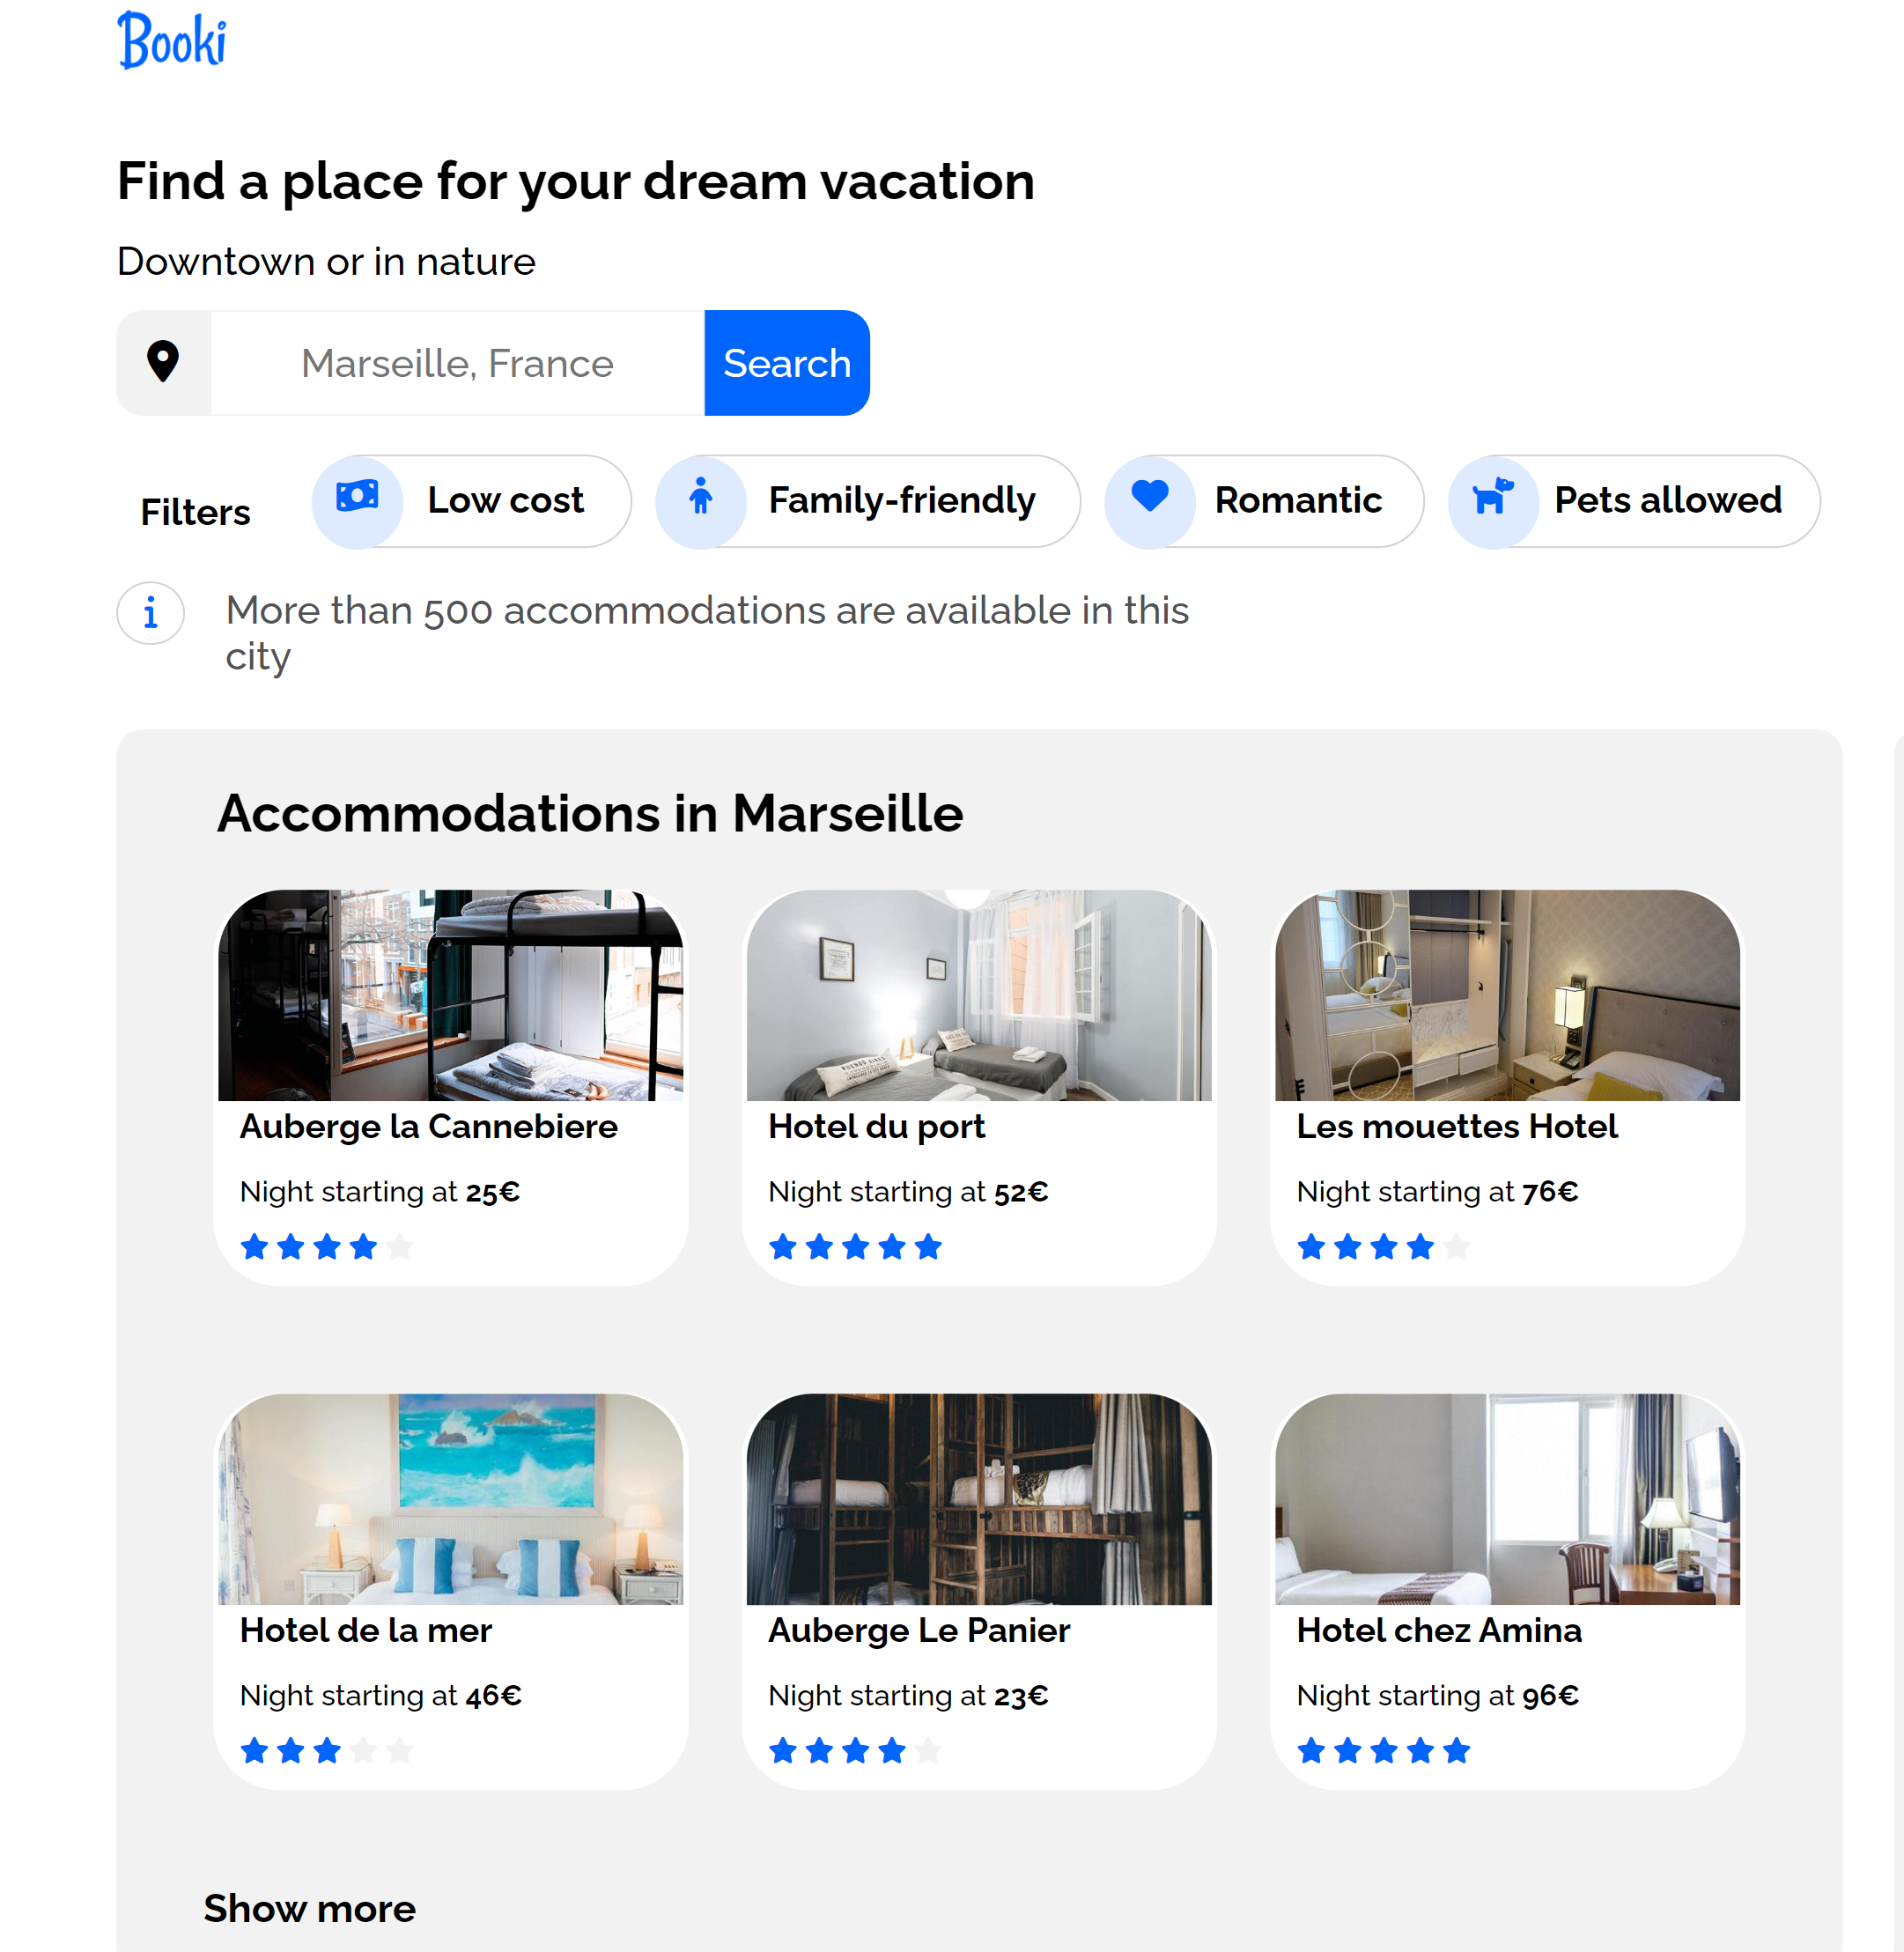 Booki
Find a place for your dream vacation
Downtown or in nature
Marseille, France
Search
Filters
Low cost
Family-friendly
Romantic
Pets allowed
More than 500 accommodations are available in this
city
Accommodations in Marseille
Auberge la Cannebiere
Night starting at 25€
Hotel du port
Night starting at 52€
Les mouettes Hotel
Night starting at 76€
Hotel de la mer
Night starting at 46€
Auberge Le Panier
Night starting at 23€
Hotel chez Amina
Night starting at 96€
Show more